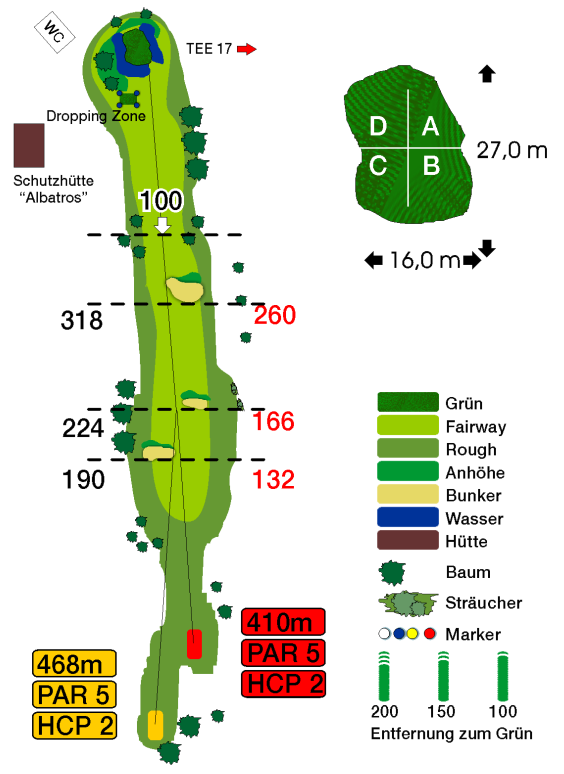 WC
TEE 17
Dropping Zone
Schutzhütte
“Albatros”
100
318
260
224
166
190
132
410m
PAR 5
HCP 2
468m
PAR 5
HCP 2
D A
C B
27,0 m
16,0 m
Grün
Fairway
Rough
Anhöhe
Bunker
Wasser
Hütte
Baum
Sträucher
Marker
200 150 100
Entfernung zum Grün